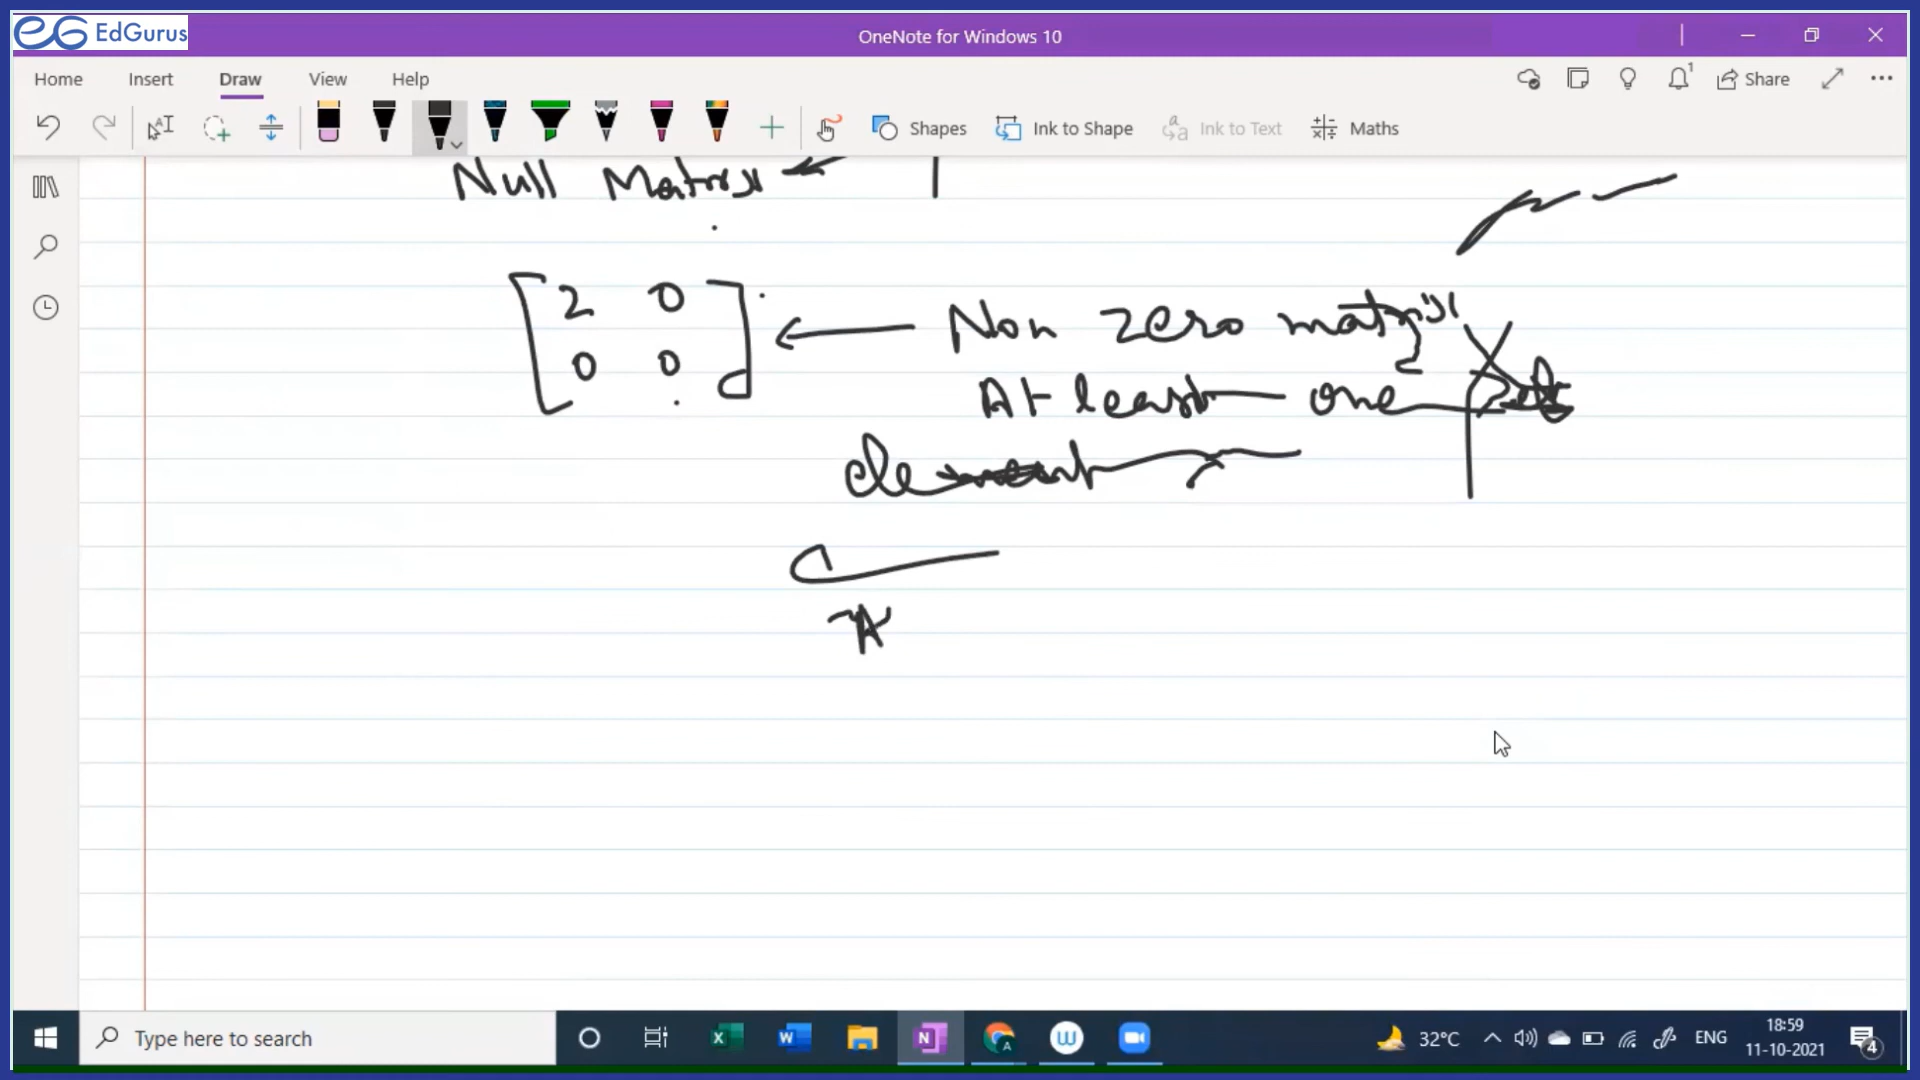 EdGurus
OneNote for Windows 10
Home Insert Draw View Help
Share
Shapes Ink to Shape Ink to Text Maths
Null Matrix
2 0
0 0
Non zero matrix
At least one
element
Type here to search
32°C ENG 18:59
11-10-2021
4